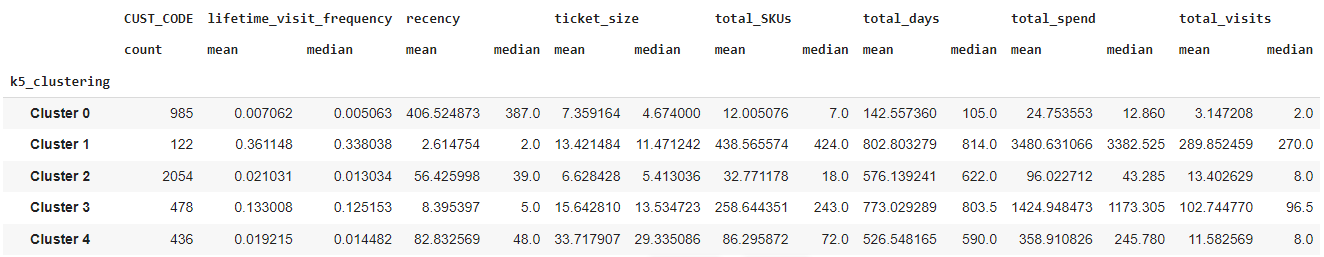 CUST_CODE lifetime_visit_frequency recency ticket_size total_SKUs total_days total_spend total_visits
count mean median mean median mean median mean median mean median mean median mean median
k5_clustering
Cluster 0 985 0.007062 0.005063 406.524873 387.0 7.359164 4.674000 12.005076 7.0 142.557360 105.0 24.753553 12.860 3.147208 2.0
Cluster 1 122 0.361148 0.338038 2.614754 2.0 13.421484 11.471242 438.565574 424.0 802.803279 814.0 3480.631066 3382.525 289.852459 270.0
Cluster 2 2054 0.021031 0.013034 56.425998 39.0 6.628428 5.413036 32.771178 18.0 576.139241 622.0 96.022712 43.285 13.402629 8.0
Cluster 3 478 0.133008 0.125153 8.395397 5.0 15.642810 13.534723 258.644351 243.0 773.029289 803.5 1424.948473 1173.305 102.744770 96.5
Cluster 4 436 0.019215 0.014482 82.832569 48.0 33.717907 29.335086 86.295872 72.0 526.548165 590.0 358.910826 245.780 11.582569 8.0